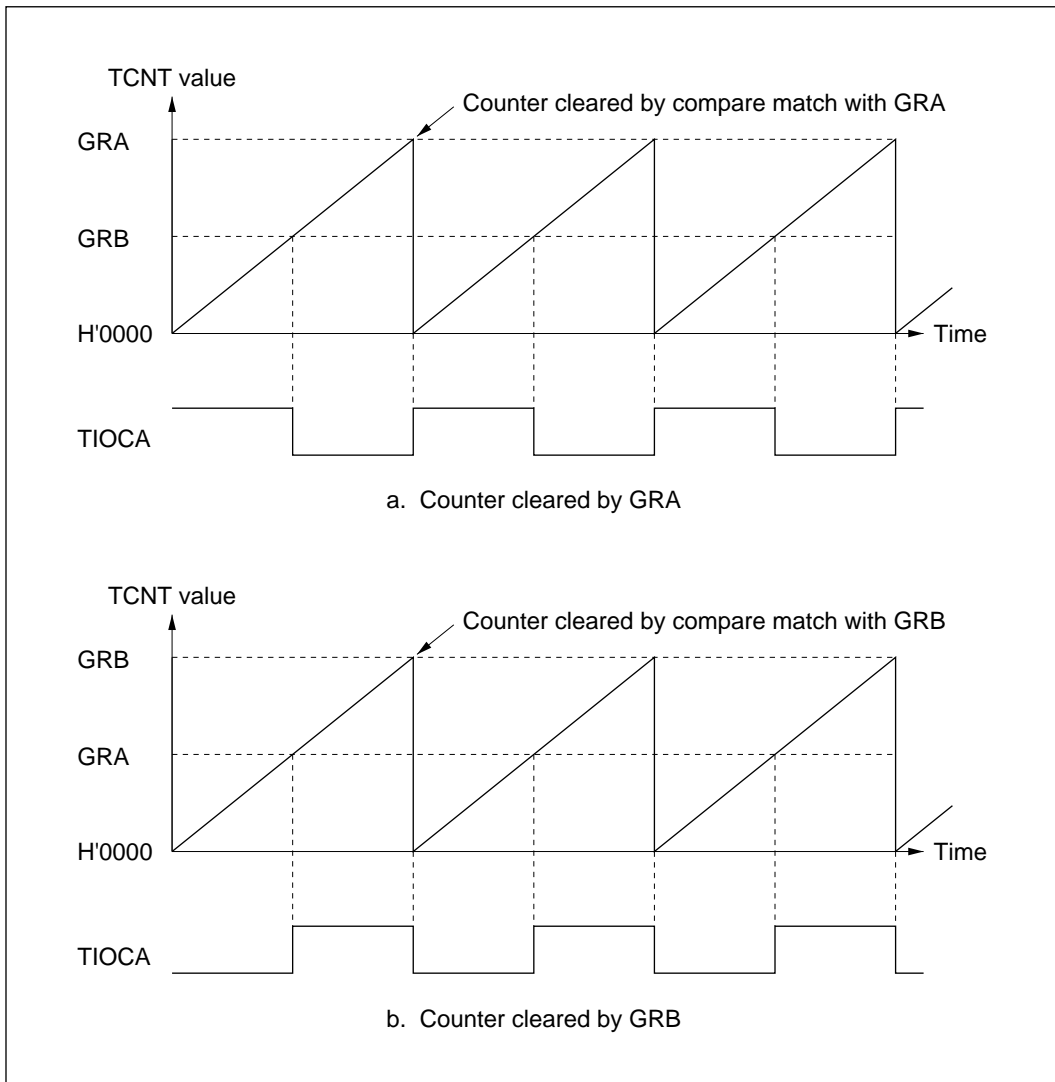 TCNT value
Counter cleared by compare match with GRA
GRA
GRB
H'0000
Time
TIOCA
a. Counter cleared by GRA
TCNT value
Counter cleared by compare match with GRB
GRB
GRA
H'0000
Time
TIOCA
b. Counter cleared by GRB